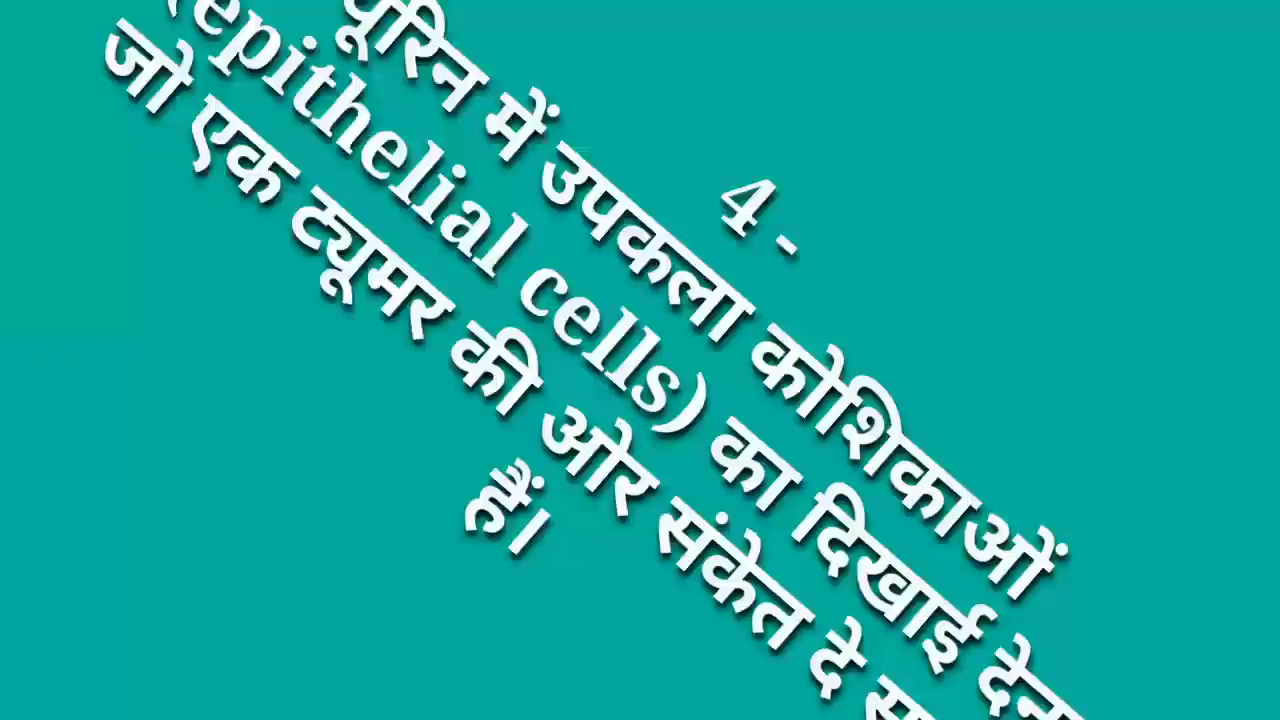 4 -
यूरिन में उपकला कोशिकाओं
(epithelial cells) का दिखाई
जो एक ट्यूमर की ओर संकेत दे
हैं।